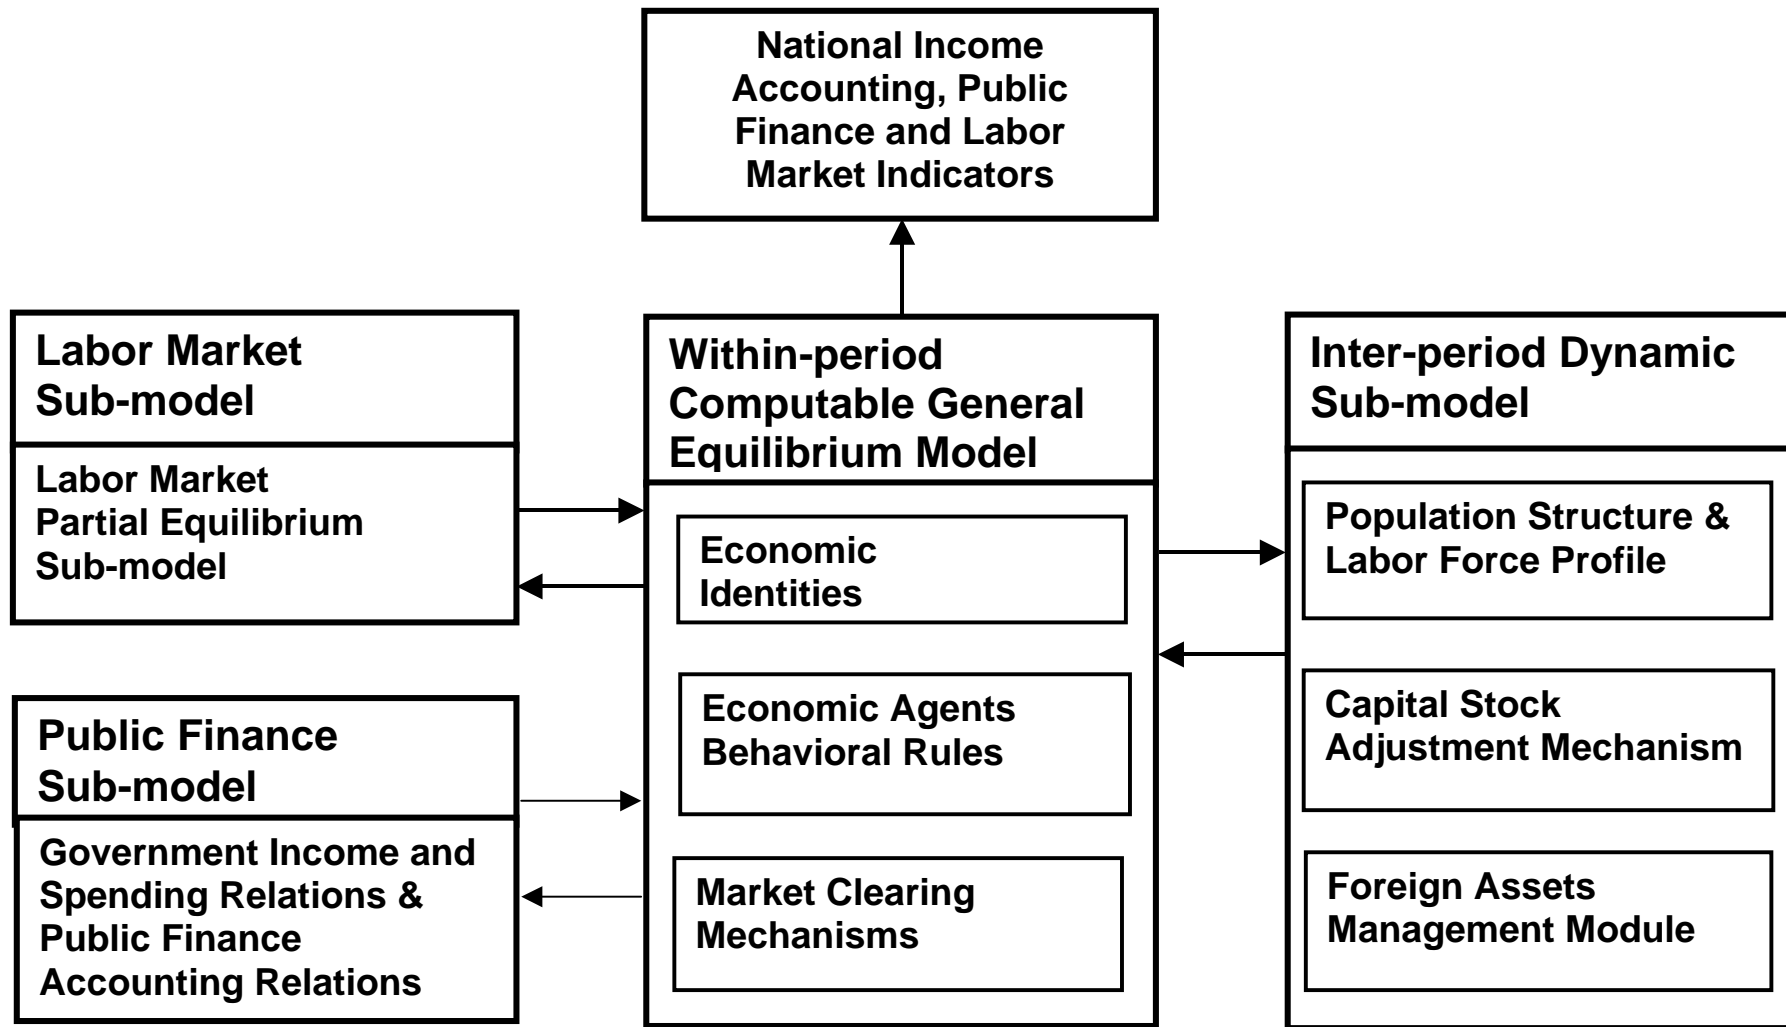 National Income
Accounting, Public
Finance and Labor
Market Indicators
Labor Market
Sub-model
Labor Market
Partial Equilibrium
Sub-model
Public Finance
Sub-model
Government Income and
Spending Relations &
Public Finance
Accounting Relations
Within-period
Computable General
Equilibrium Model
Economic
Identities
Economic Agents
Behavioral Rules
Market Clearing
Mechanisms
Inter-period Dynamic
Sub-model
Population Structure &
Labor Force Profile
Capital Stock
Adjustment Mechanism
Foreign Assets
Management Module